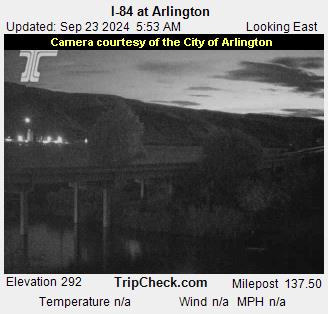 I-84 at Arlington
Updated: Sep 23 2024 5:53 AM Looking East
Camera courtesy of the City of Arlington
Elevation 292 TripCheck.com Milepost 137.50
Temperature n/a Wind n/a MPH n/a